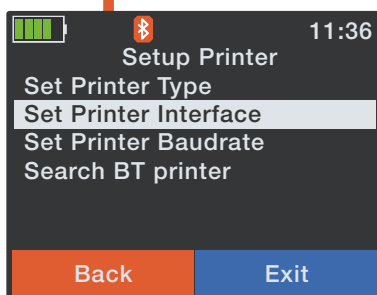 11:36
Setup Printer
Set Printer Type
Set Printer Interface
Set Printer Baudrate
Search BT printer
Back Exit